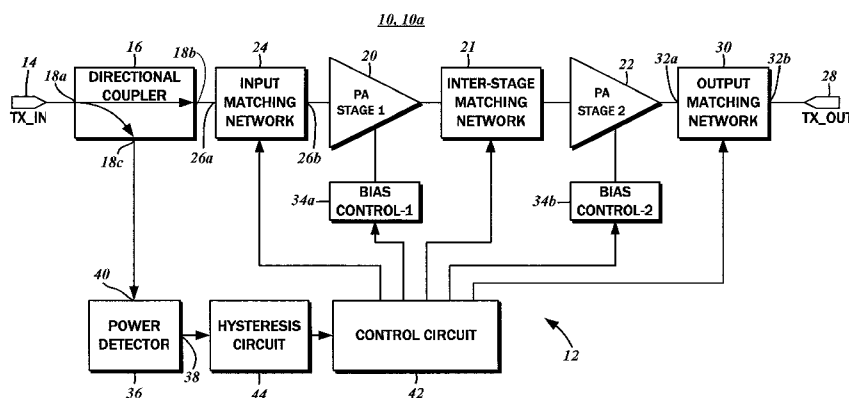 10, 10a
14
TX_IN
18a
16
18b
DIRECTIONAL
COUPLER
18c
24
INPUT
MATCHING
NETWORK
26a
26b
20
PA
STAGE 1
21
INTER-STAGE
MATCHING
NETWORK
22
PA
STAGE 2
32a
30
32b
OUTPUT
MATCHING
NETWORK
28
TX_OUT
34a
BIAS
CONTROL-1
34b
BIAS
CONTROL-2
40
POWER
DETECTOR
36
38
HYSTERESIS
CIRCUIT
44
CONTROL CIRCUIT
42
12